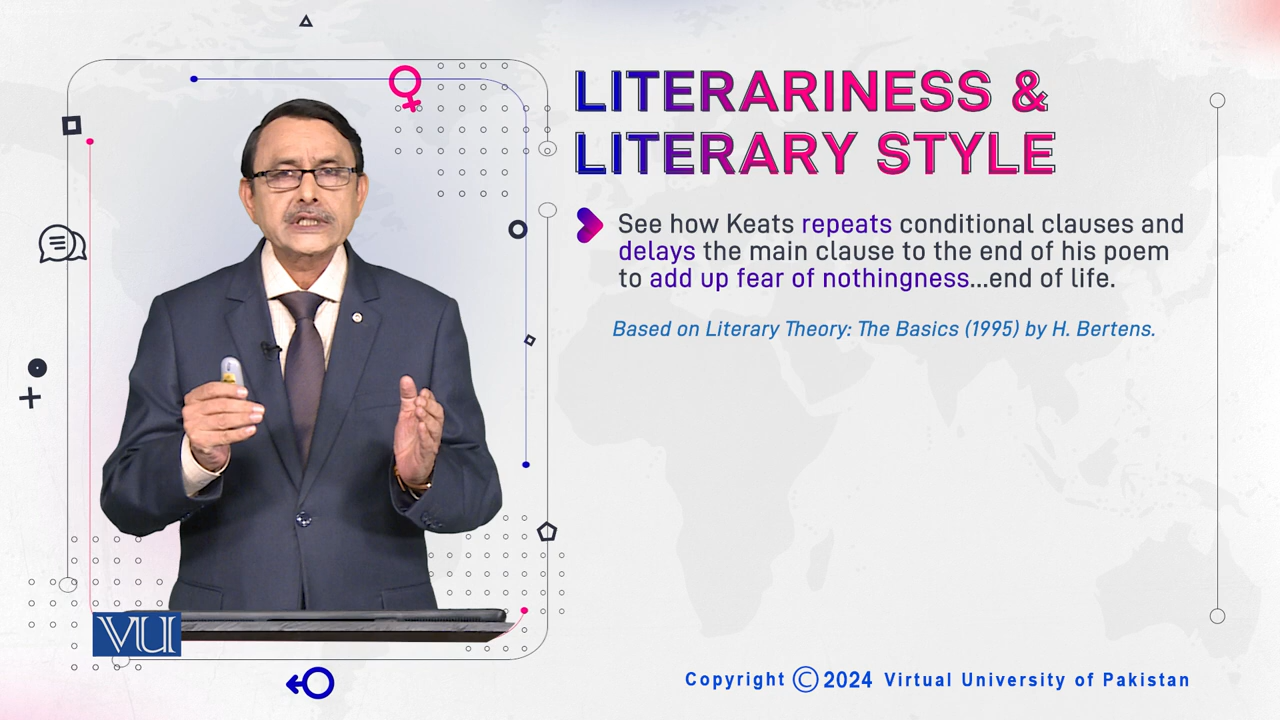 LITERARINESS &
LITERARY STYLE
See how Keats repeats conditional clauses and
delays the main clause to the end of his poem
to add up fear of nothingness...end of life.
Based on Literary Theory: The Basics (1995) by H. Bertens.
VU
Copyright © 2024 Virtual University of Pakistan